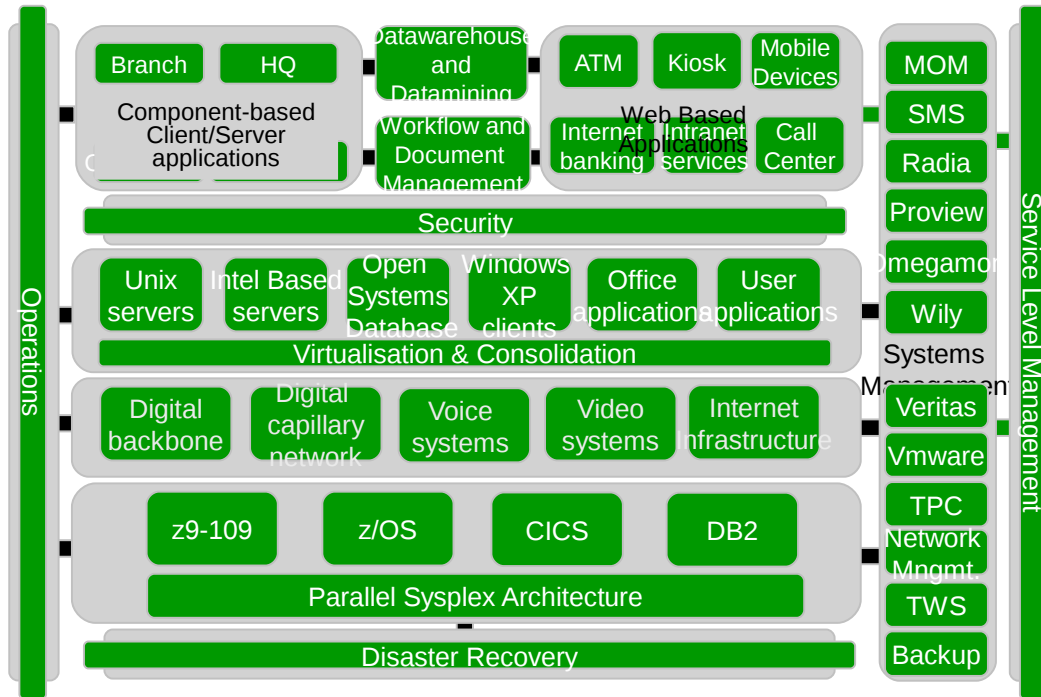 Branch
HQ
Component-based
Client/Server
applications
Datawarehouse
and
Datamining
Workflow and
Document
Management
ATM
Kiosk
Mobile
Devices
Web Based
Applications
Internet
banking
Intranet
services
Call
Center
Security
Unix
servers
Intel Based
servers
Open
Systems
Database
Windows
XP
clients
Office
applications
User
applications
Virtualisation & Consolidation
Digital
backbone
Digital
capillary
network
Voice
systems
Video
systems
Internet
Infrastructure
z9-109
z/OS
CICS
DB2
Parallel Sysplex Architecture
Disaster Recovery
Operations
MOM
SMS
Radia
Proview
Omegamon
Wily
Systems
Management
Veritas
Vmware
TPC
Network
Mngmt.
TWS
Backup
Service Level Management